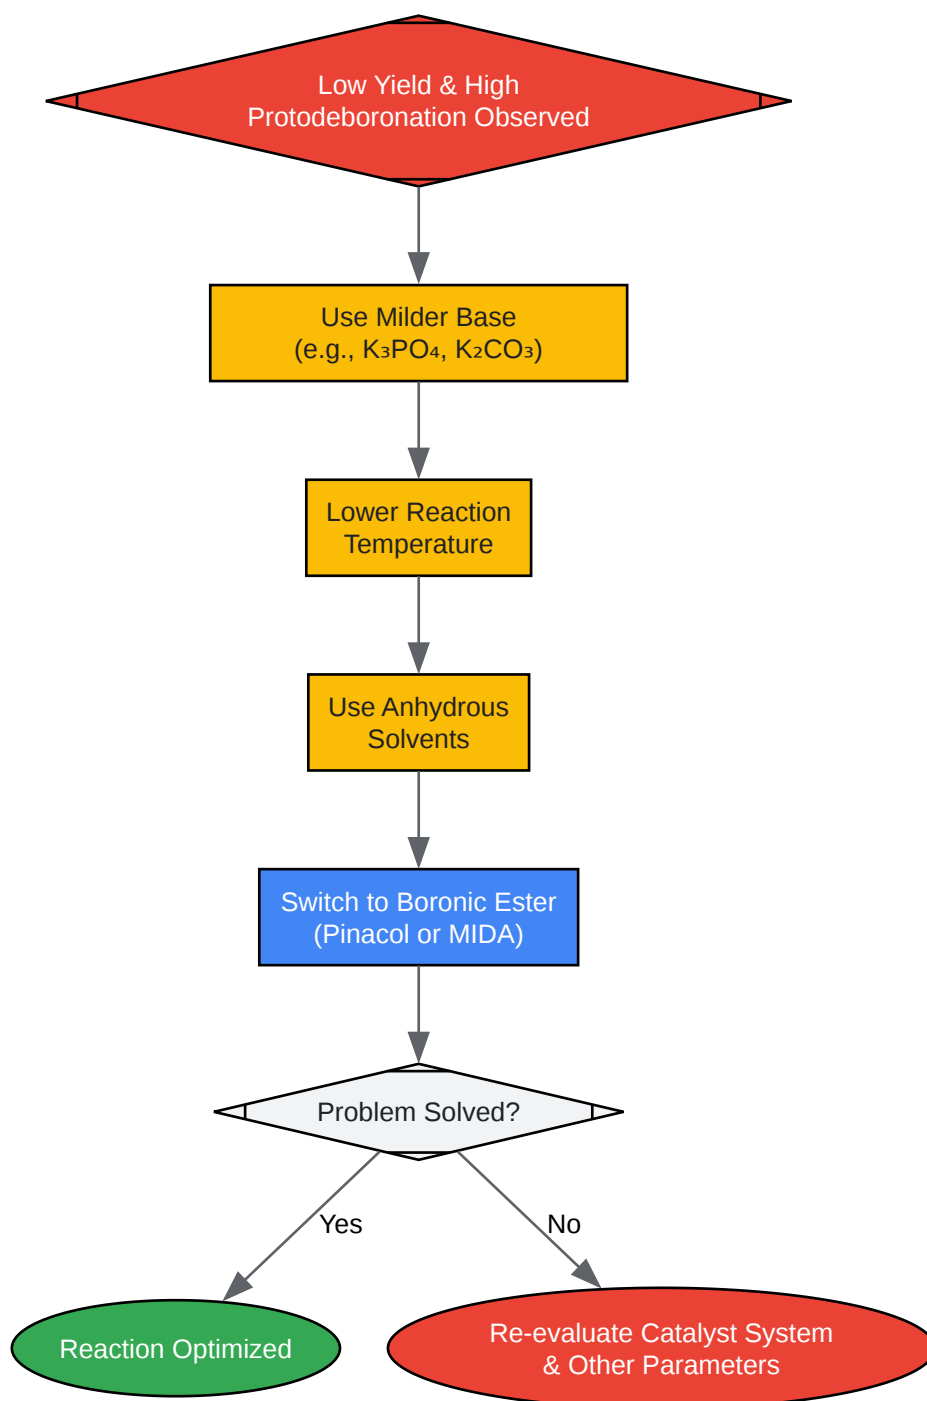 Low Yield & High
Protodeboronation Observed
Use Milder Base
(e.g., K₃PO₄, K₂CO₃)
Lower Reaction
Temperature
Use Anhydrous
Solvents
Switch to Boronic Ester
(Pinacol or MIDA)
Problem Solved?
Yes
No
Reaction Optimized
Re-evaluate Catalyst System
& Other Parameters